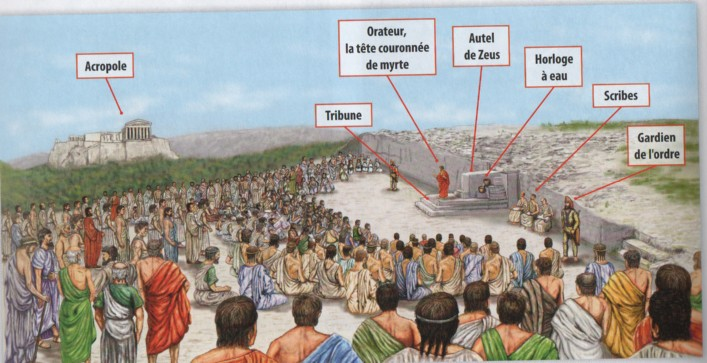 Acropole
Orateur,
la tête couronnée
de myrte
Autel
de Zeus
Horloge
à eau
Tribune
Scribes
Gardien
de l'ordre